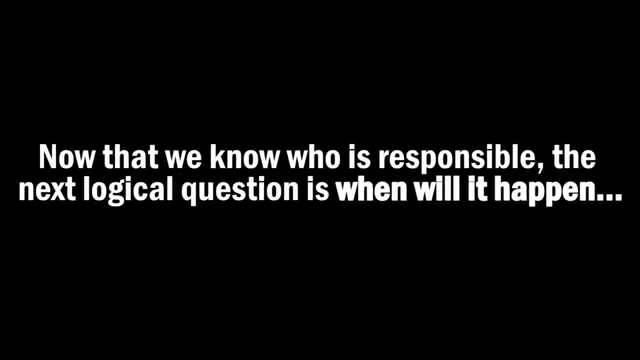 Now that we know who is responsible, the
next logical question is when will it happen...